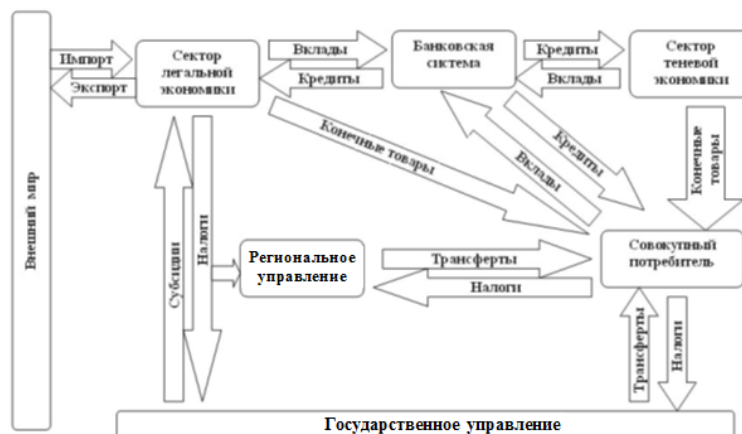 Импорт
Экспорт
Сектор
легальной
экономики
Вклады
Кредиты
Банковская
система
Кредиты
Вклады
Сектор
теневой
экономики
Внешний мир
Конечные товары
Вклады
Кредиты
Конечные
товары
Субсидии
Налоги
Региональное
управление
Трансферты
Налоги
Совокупный
потребитель
Трансферты
Налоги
Государственное управление